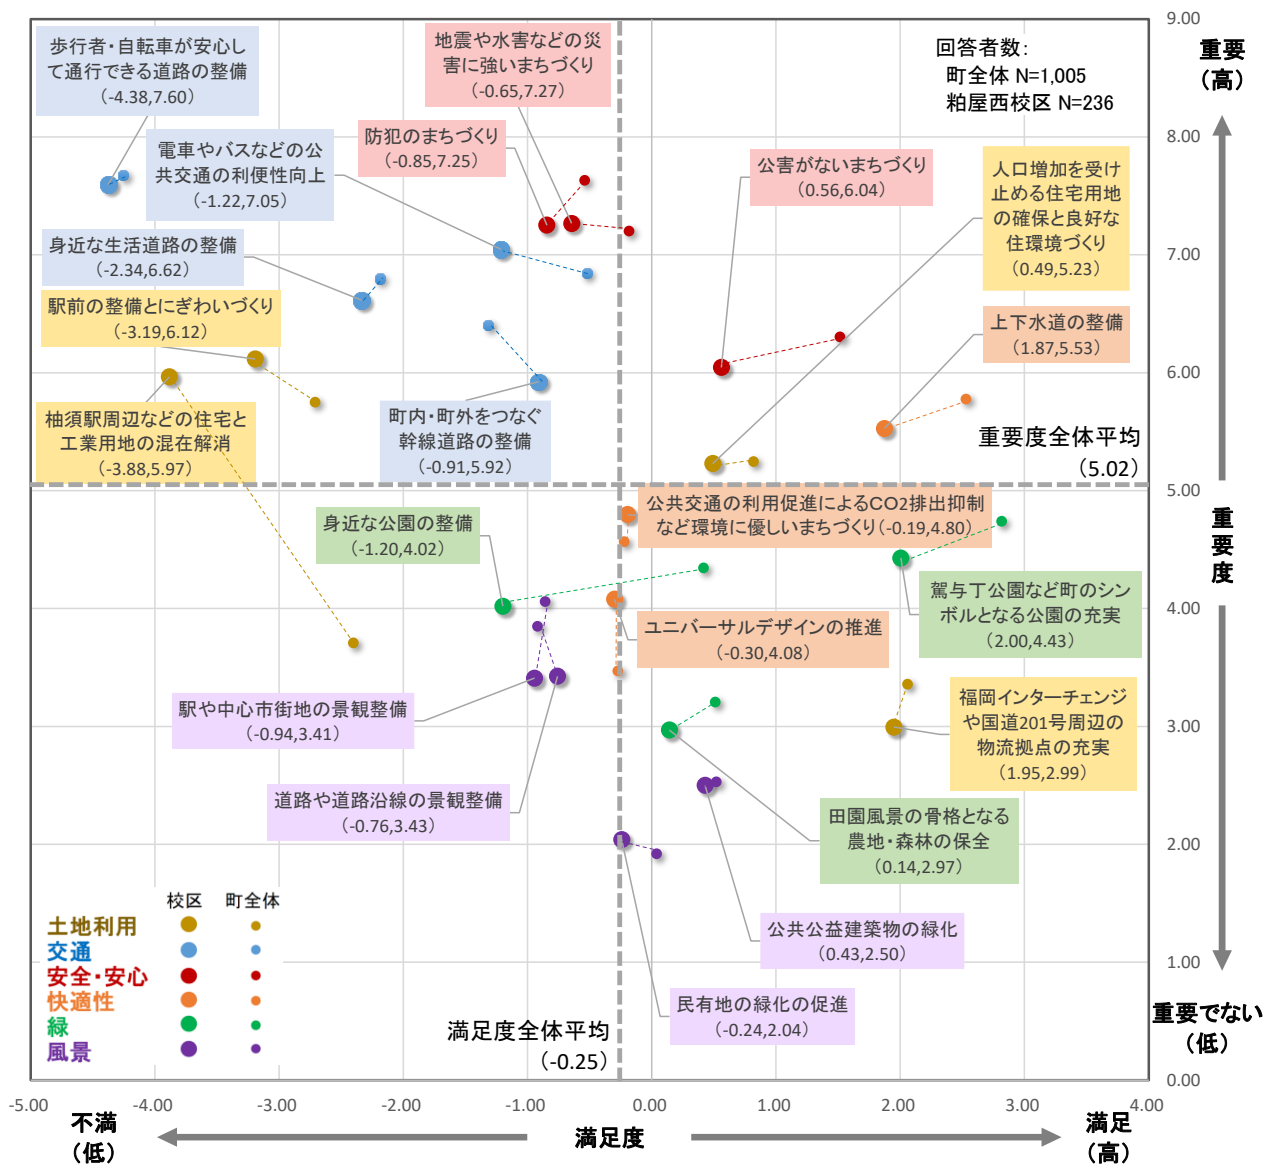 歩行者・自転車が安心し
て通行できる道路の整備
(-4.38,7.60)
地震や水害などの災
害に強いまちづくり
(-0.65,7.27)
回答者数:
町全体 N=1,005
粕屋西校区 N=236
9.00
重要
(高)
防犯のまちづくり
(-0.85,7.25)
電車やバスなどの公
共交通の利便性向上
(-1.22,7.05)
8.00
公害がないまちづくり
(0.56,6.04)
人口増加を受け
止める住宅用地
の確保と良好な
住環境づくり
(0.49,5.23)
身近な生活道路の整備
(-2.34,6.62)
7.00
駅前の整備とにぎわいづくり
(-3.19,6.12)
上下水道の整備
(1.87,5.53)
6.00
柚須駅周辺などの住宅と
工業用地の混在解消
(-3.88,5.97)
町内・町外をつなぐ
幹線道路の整備
(-0.91,5.92)
重要度全体平均
(5.02)
5.00
公共交通の利用促進によるCO2排出抑制
など環境に優しいまちづくり(-0.19,4.80)
身近な公園の整備
(-1.20,4.02)
重要度
駕与丁公園など町のシン
ボルとなる公園の充実
(2.00,4.43)
4.00
ユニバーサルデザインの推進
(-0.30,4.08)
駅や中心市街地の景観整備
(-0.94,3.41)
福岡インターチェンジ
や国道201号周辺の
物流拠点の充実
(1.95,2.99)
3.00
道路や道路沿線の景観整備
(-0.76,3.43)
田園風景の骨格となる
農地・森林の保全
(0.14,2.97)
2.00
校区 町全体
土地利用
交通
安全・安心
快適性
緑
風景
公共公益建築物の緑化
(0.43,2.50)
1.00
民有地の緑化の促進
(-0.24,2.04)
重要でない
(低)
満足度全体平均
(-0.25)
0.00
-5.00 -4.00 -3.00 -2.00 -1.00 0.00 1.00 2.00 3.00 4.00
不満
(低)
満足度
満足
(高)